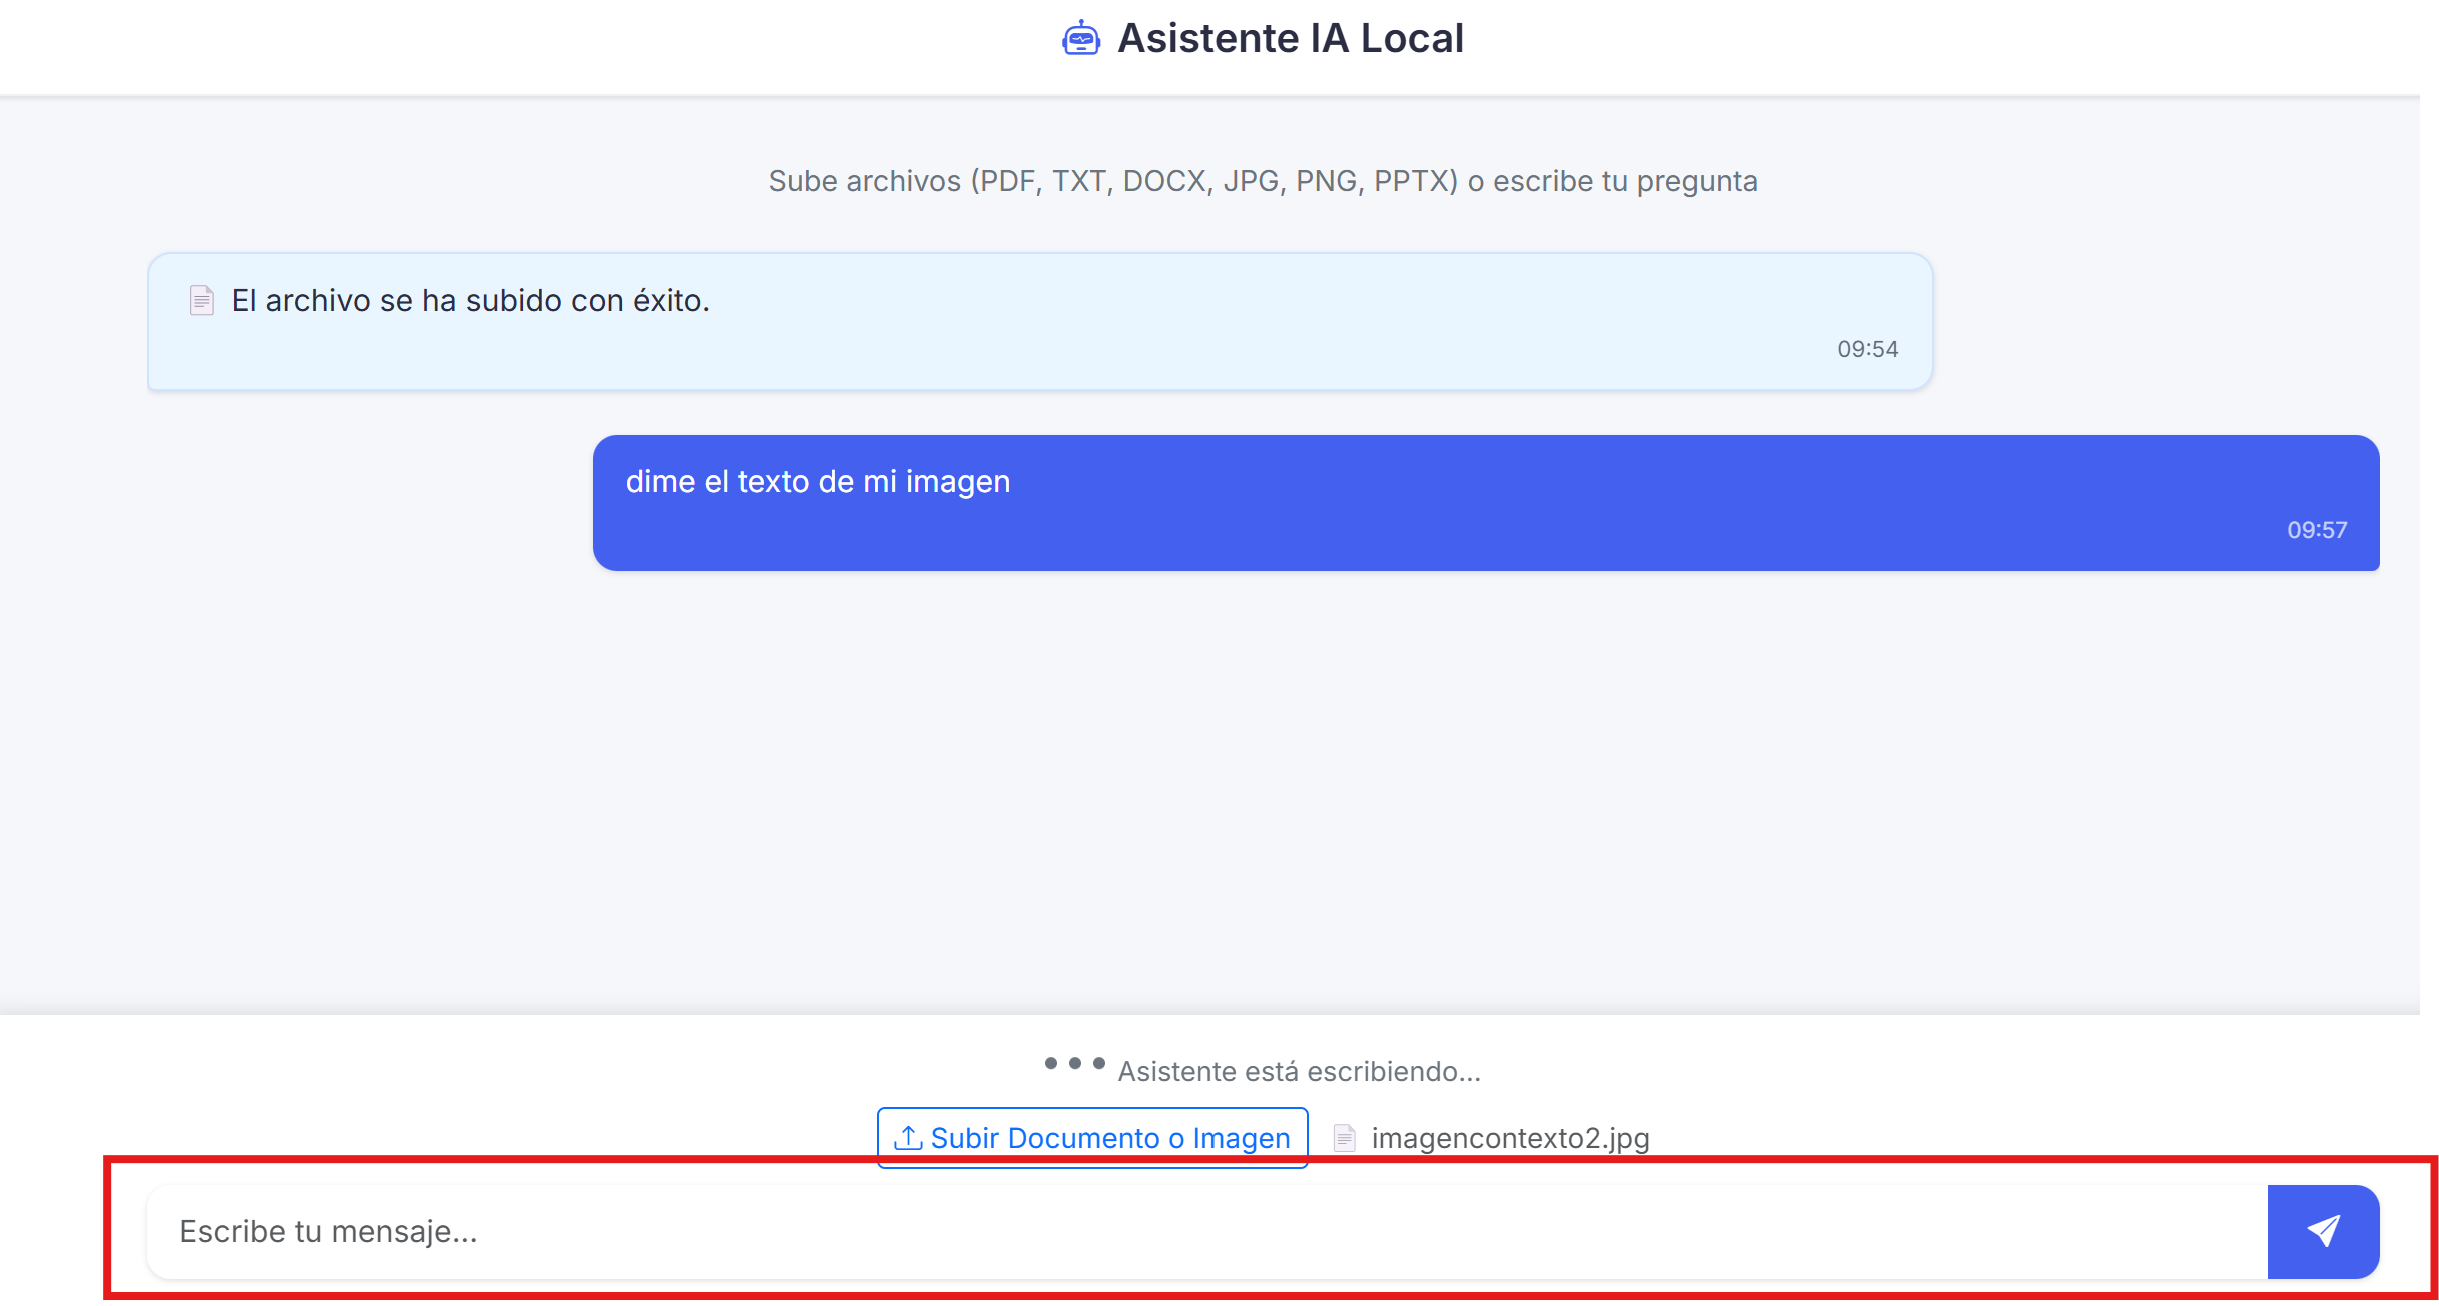 Asistente IA Local
Sube archivos (PDF, TXT, DOCX, JPG, PNG, PPTX) o escribe tu pregunta
El archivo se ha subido con éxito.
09:54
dime el texto de mi imagen
09:57
Asistente está escribiendo...
Subir Documento o Imagen imagencontexto2.jpg
Escribe tu mensaje...